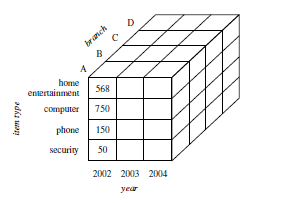 D
C
B
A
branch
home
entertainment
568
computer
750
phone
150
security
50
item type
2002 2003 2004
year